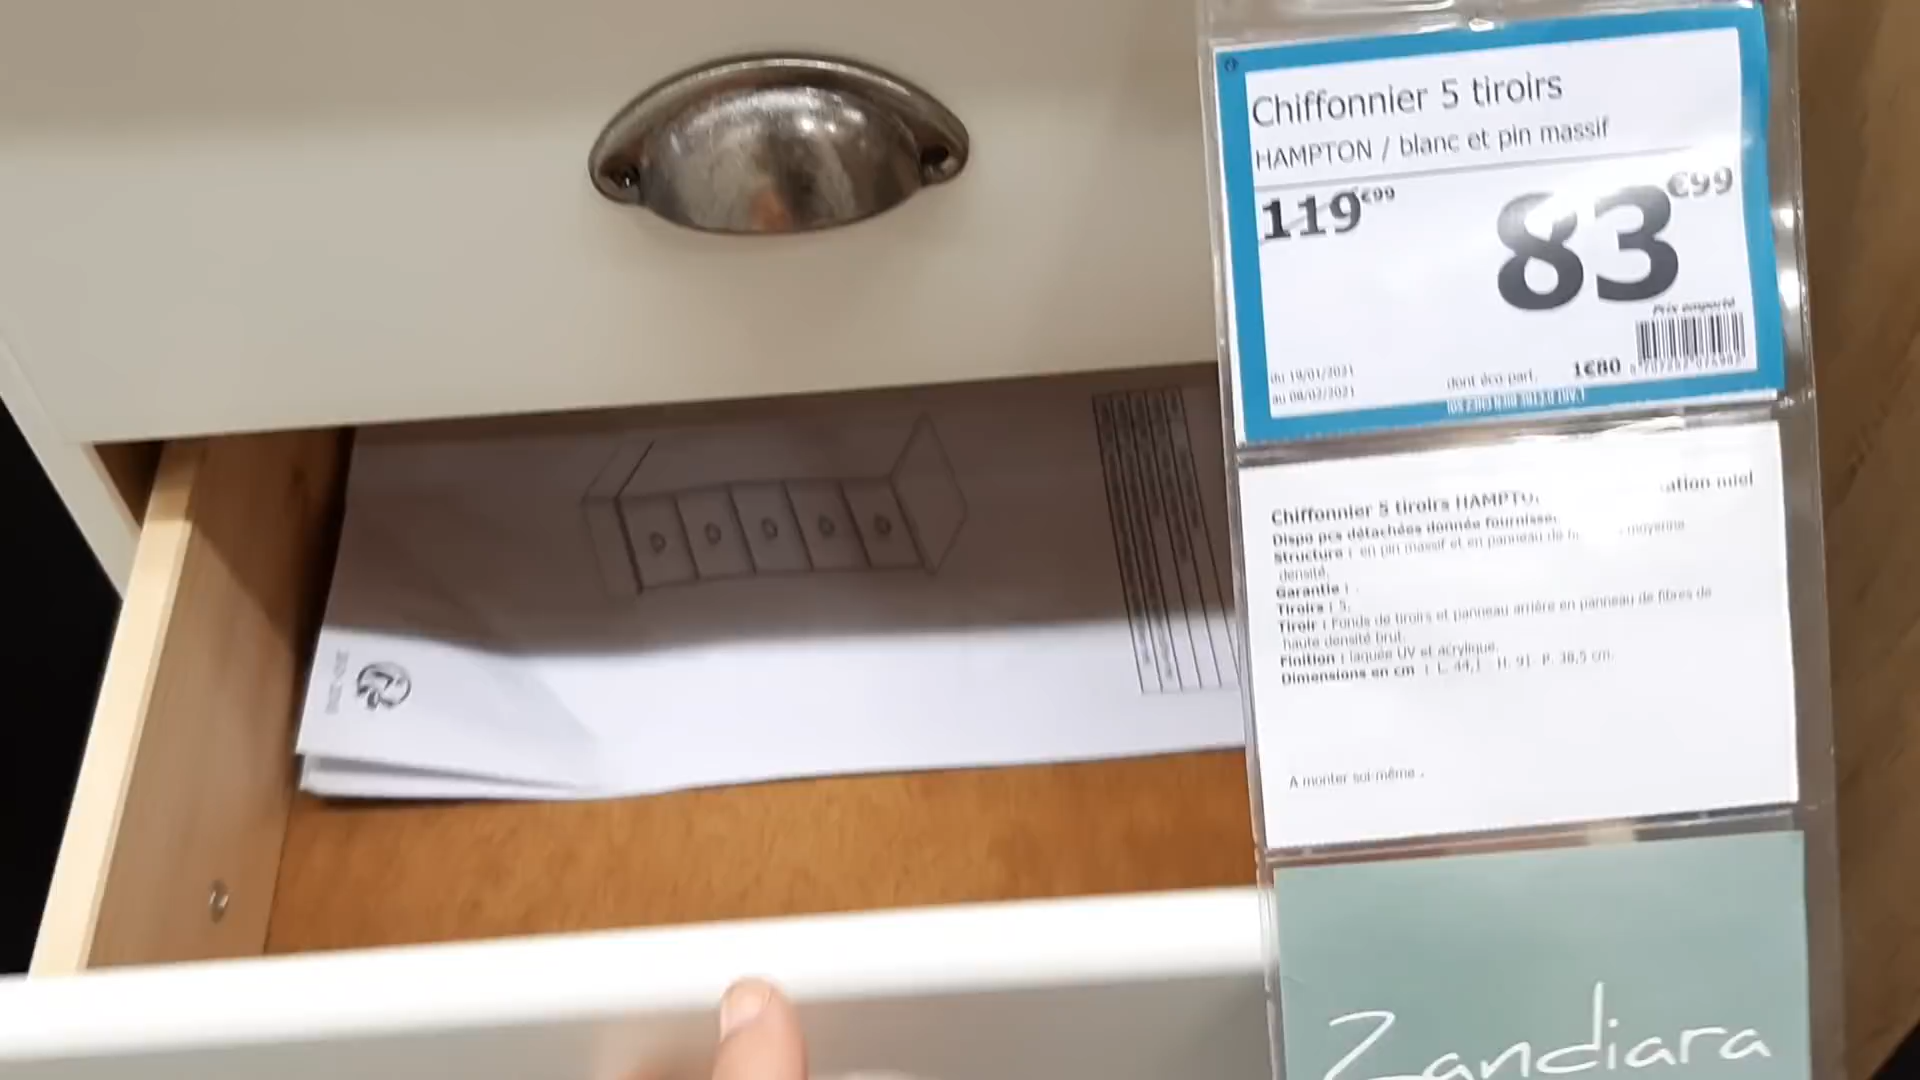 Chiffonnier 5 tiroirs
HAMPTON / blanc et pin massif
119€99
83€99
Prix emporté
du 19/01/2021
au 08/02/2021
dont éco part. 1€80
Chiffonnier 5 tiroirs
Dispo pcs détachées donnée
Structure : en pin massif et en panneau de moyenne
densité.
Garantie : .
Tiroirs : 5.
Tiroir : Fonds de tiroirs et panneau arrière en panneau de fibres de
haute densité brut.
Finition : laquée UV et acrylique.
Dimensions en cm : L. 44,1 H. 91 P. 38,5 cm.
A monter soi-même .
Zandiara